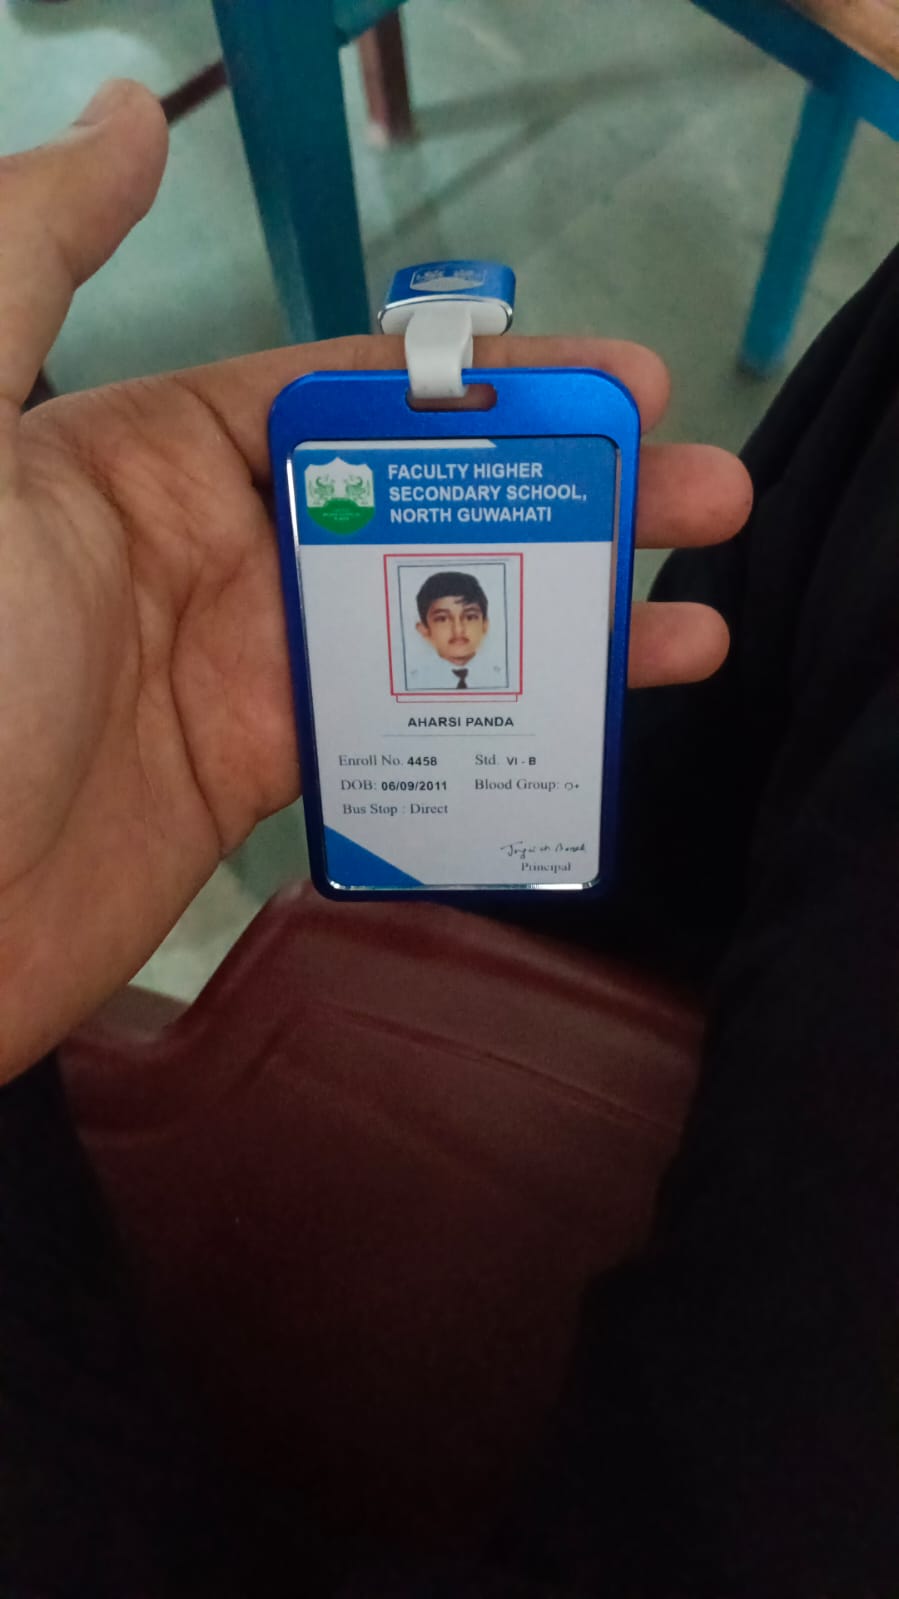 FACULTY HIGHER
SECONDARY SCHOOL,
NORTH GUWAHATI
AHARSI PANDA
Enroll No. 4458 Std. VI - B
DOB: 06/09/2011 Blood Group: O+
Bus Stop : Direct
Principal